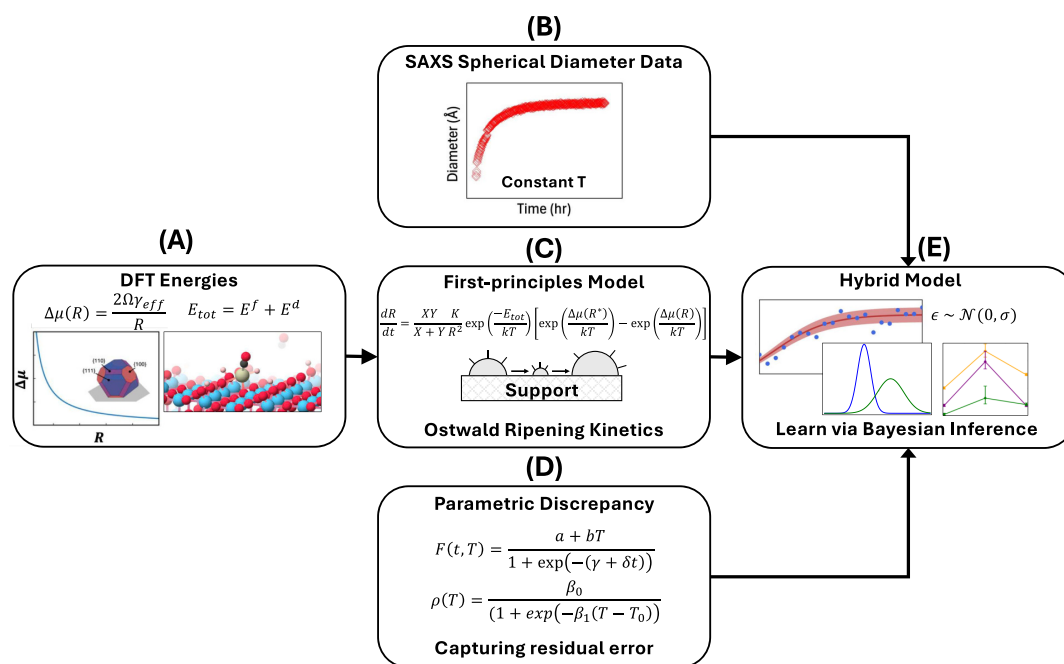 (B)
SAXS Spherical Diameter Data
Diameter (Å)
Constant T
Time (hr)
(A)
DFT Energies
Δμ(R) = 2Ωγ_eff / R
E_tot = E^f + E^d
(110)
(111)
(100)
Δμ
R
(C)
First-principles Model
dR/dt = XY/(X + Y) K/R² exp(−E_tot/kT) [exp(Δμ(R*)/kT) − exp(Δμ(R)/kT)]
Support
Ostwald Ripening Kinetics
(D)
Parametric Discrepancy
F(t, T) = (a + bT) / (1 + exp(−(γ + δt)))
ρ(T) = β₀ / (1 + exp(−β₁(T − T₀))
Capturing residual error
(E)
Hybrid Model
ϵ ~ 𝒩(0, σ)
Learn via Bayesian Inference